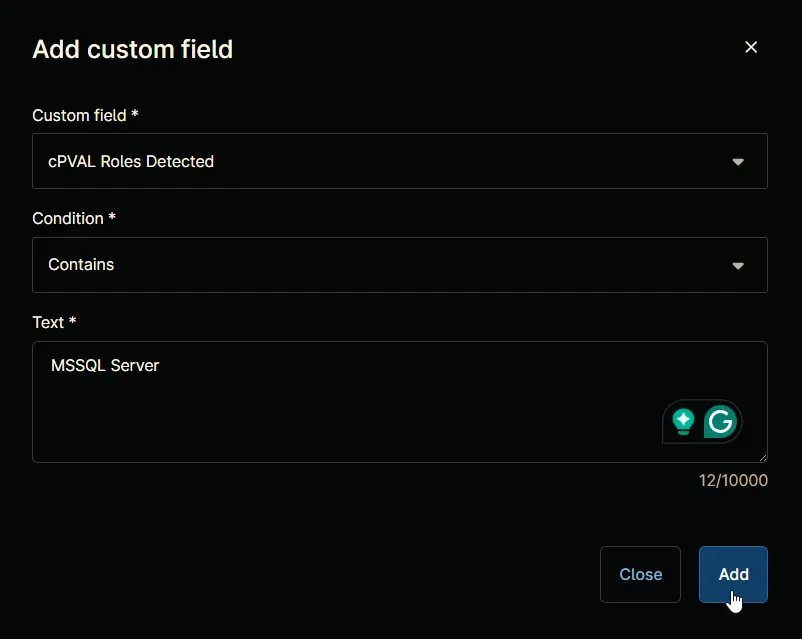 Add custom field
Custom field *
cPVAL Roles Detected
Condition *
Contains
Text *
MSSQL Server
12/10000
Close
Add